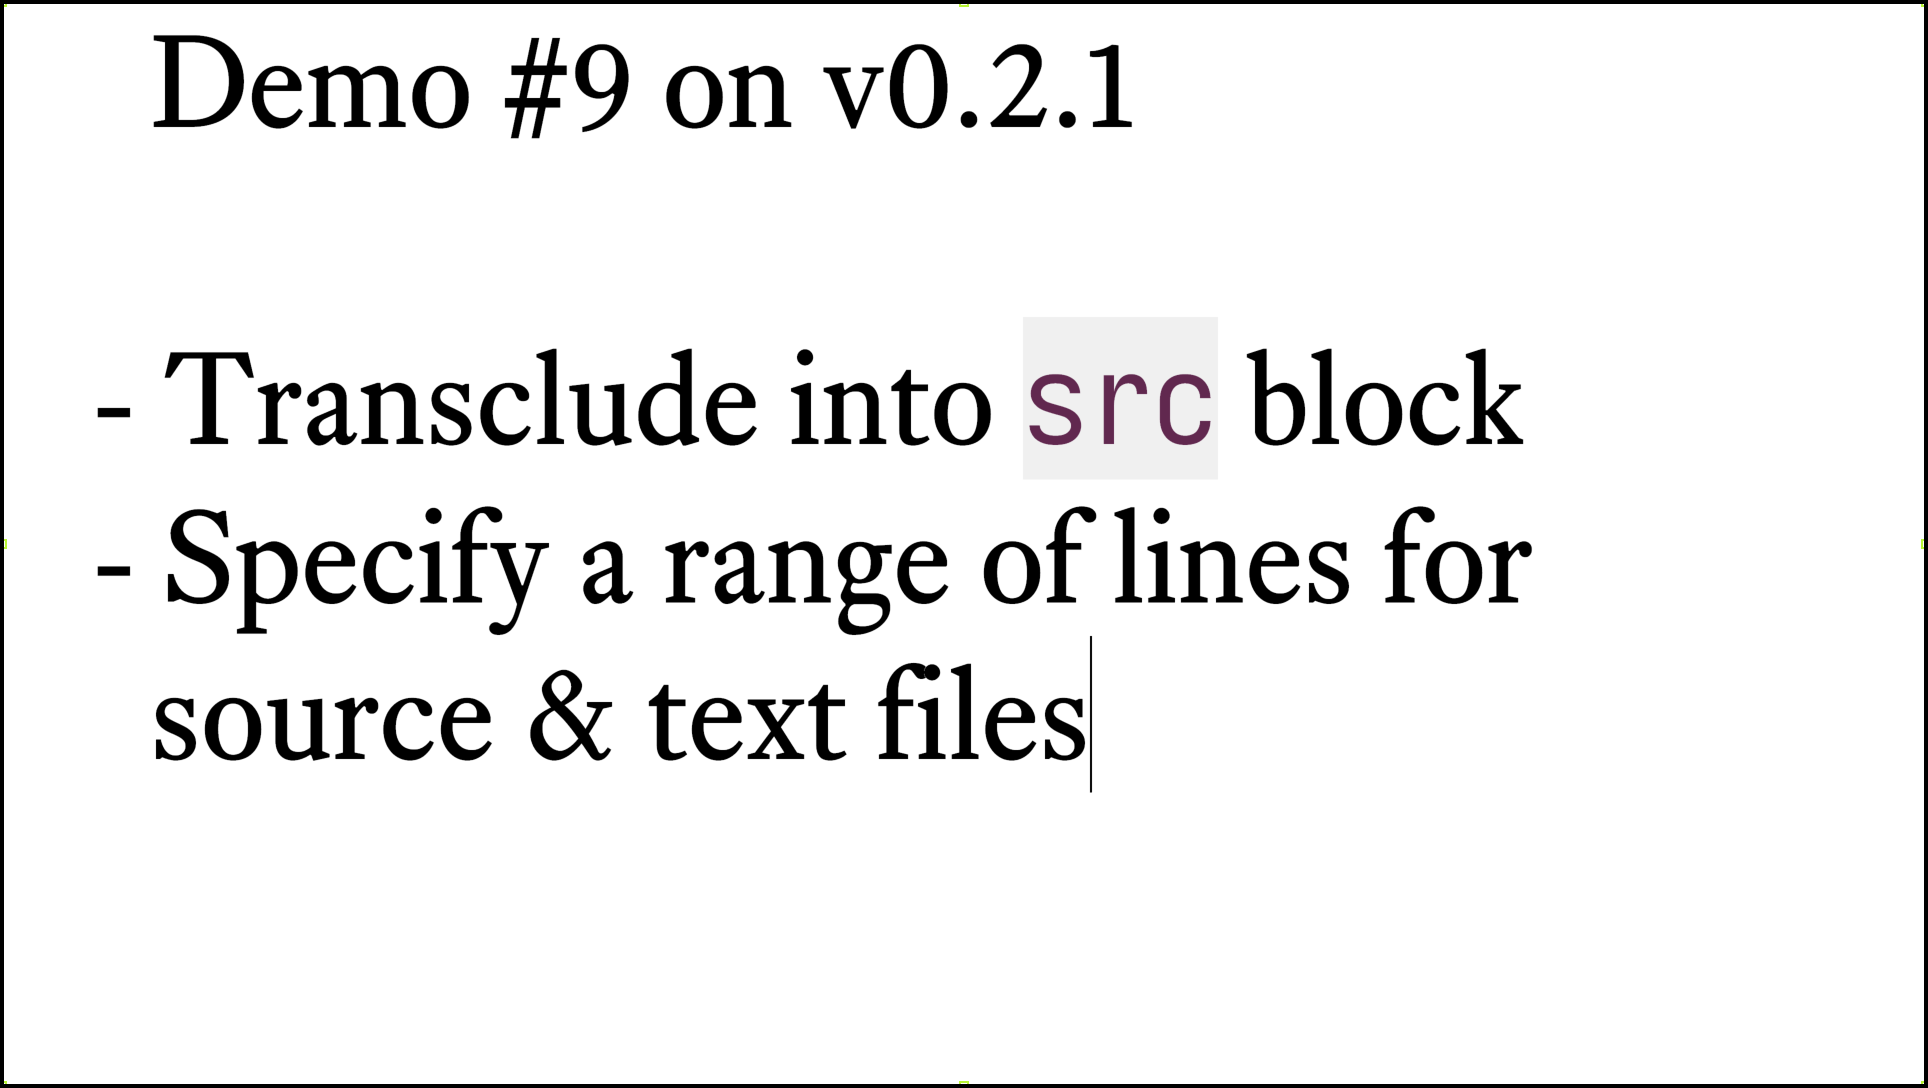 Demo #9 on v0.2.1
- Transclude into src block
- Specify a range of lines for
source & text files